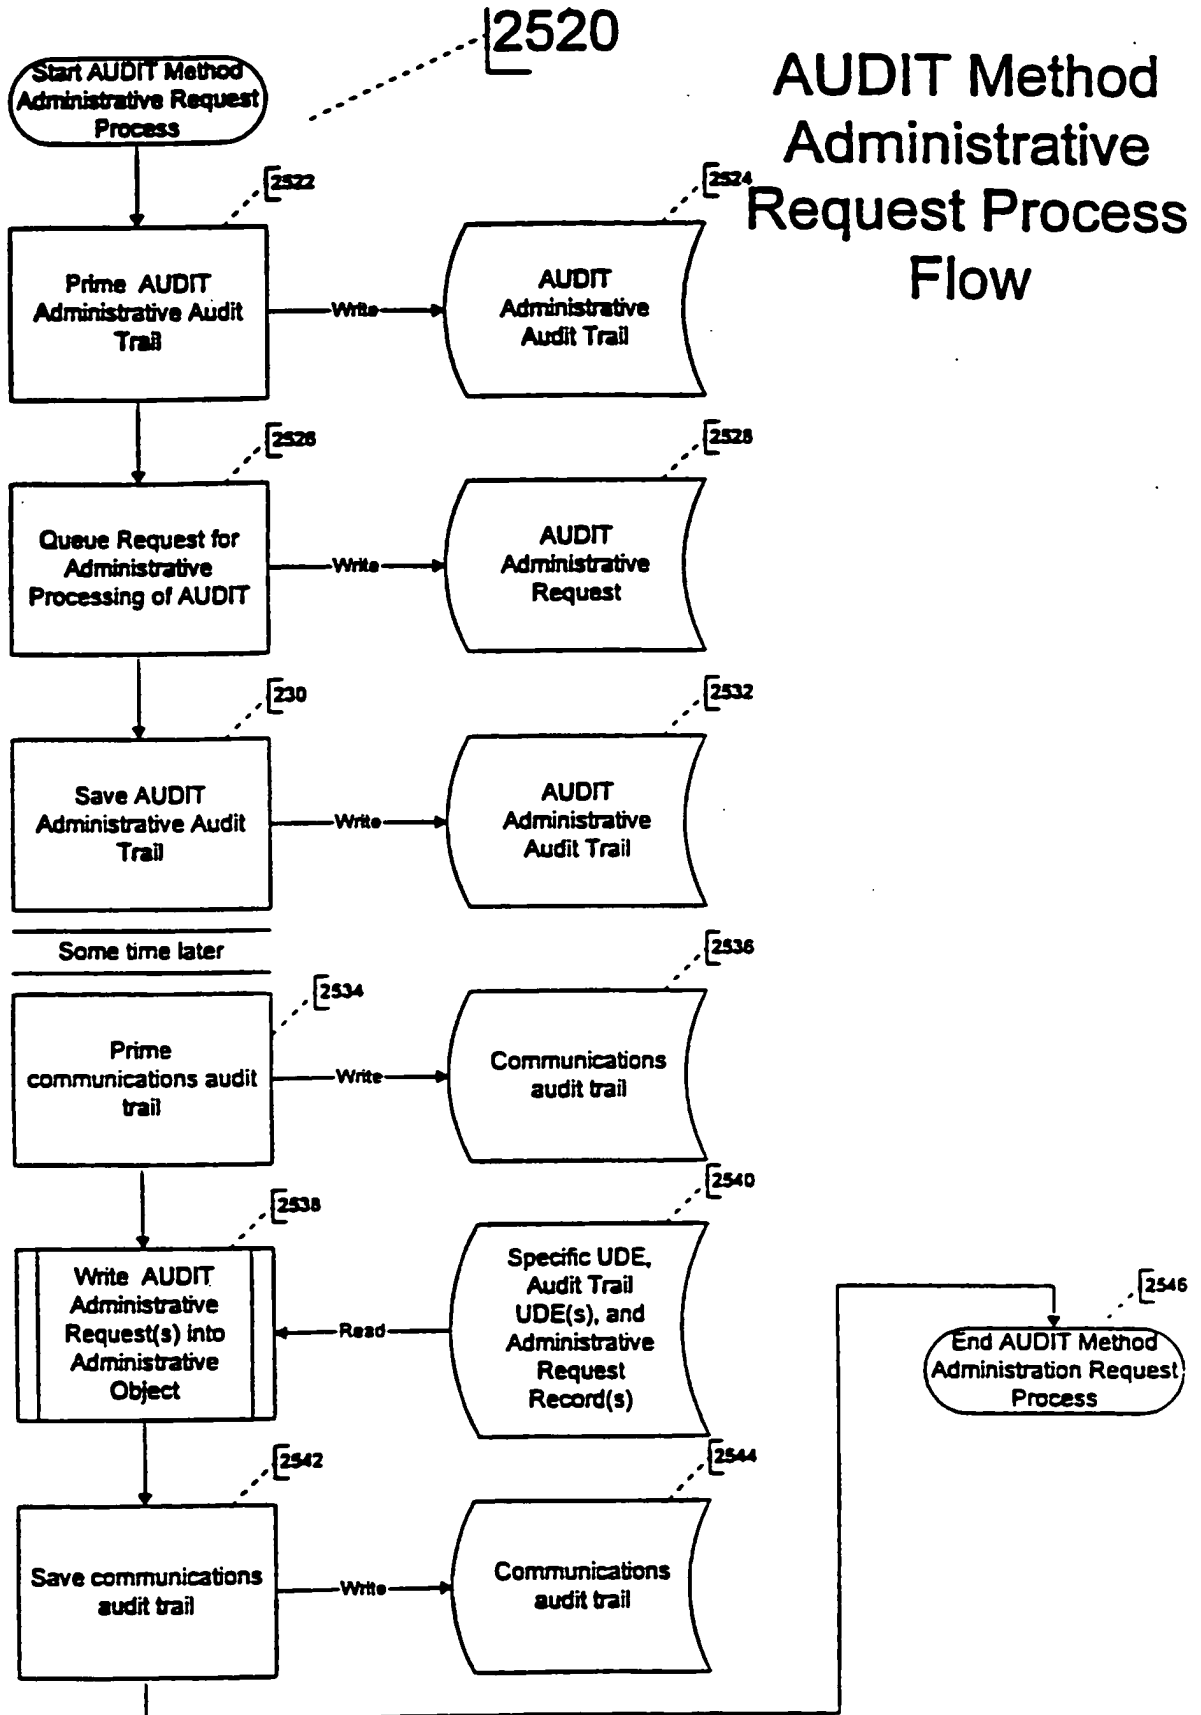 2520
AUDIT Method
Administrative
Request Process
Flow
Start AUDIT Method
Administrative Request
Process
2522
Prime AUDIT
Administrative Audit
Trail
Write
2524
AUDIT
Administrative
Audit Trail
2526
Queue Request for
Administrative
Processing of AUDIT
Write
2528
AUDIT
Administrative
Request
230
Save AUDIT
Administrative Audit
Trail
Write
2532
AUDIT
Administrative
Audit Trail
Some time later
2534
Prime
communications audit
trail
Write
2536
Communications
audit trail
2538
Write AUDIT
Administrative
Request(s) into
Administrative
Object
Read
2540
Specific UDE,
Audit Trail
UDE(s), and
Administrative
Request
Record(s)
2542
Save communications
audit trail
Write
2544
Communications
audit trail
2546
End AUDIT Method
Administration Request
Process